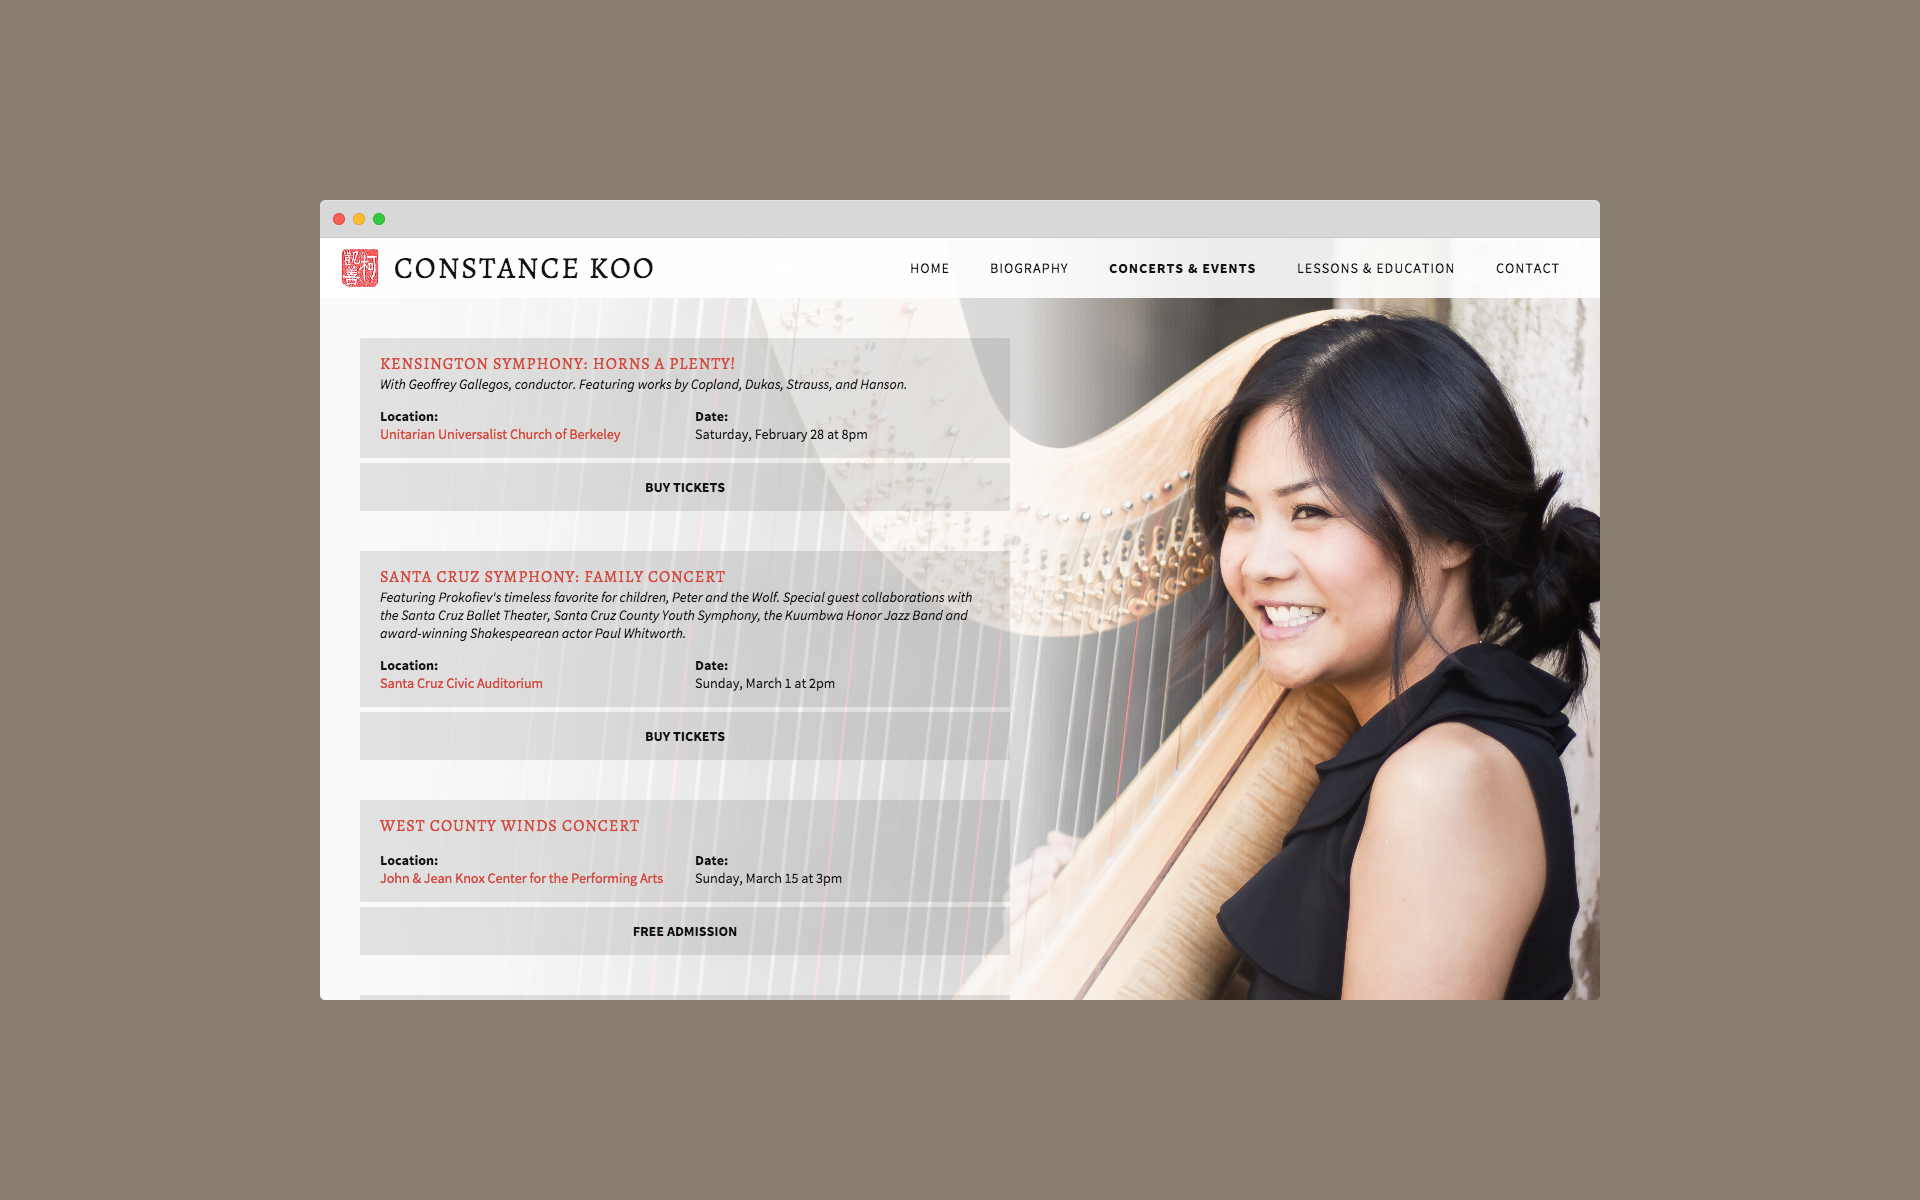 CONSTANCE KOO
HOME BIOGRAPHY CONCERTS & EVENTS LESSONS & EDUCATION CONTACT
KENSINGTON SYMPHONY: HORNS A PLENTY!
With Geoffrey Gallegos, conductor. Featuring works by Copland, Dukas, Strauss, and Hanson.
Location:
Unitarian Universalist Church of Berkeley
Date:
Saturday, February 28 at 8pm
BUY TICKETS
SANTA CRUZ SYMPHONY: FAMILY CONCERT
Featuring Prokofiev's timeless favorite for children, Peter and the Wolf. Special guest collaborations with
the Santa Cruz Ballet Theater, Santa Cruz County Youth Symphony, the Kuumbwa Honor Jazz Band and
award-winning Shakespearean actor Paul Whitworth.
Location:
Santa Cruz Civic Auditorium
Date:
Sunday, March 1 at 2pm
BUY TICKETS
WEST COUNTY WINDS CONCERT
Location:
John & Jean Knox Center for the Performing Arts
Date:
Sunday, March 15 at 3pm
FREE ADMISSION